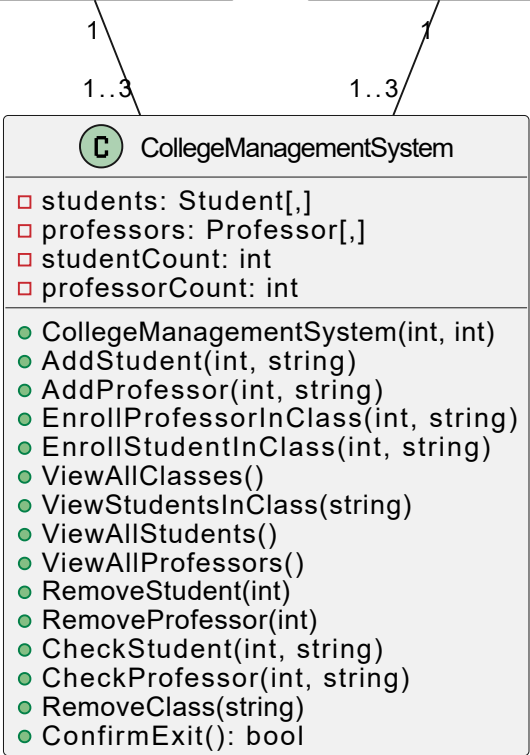 1 1
1..3 1..3
C CollegeManagementSystem
students: Student[,]
professors: Professor[,]
studentCount: int
professorCount: int
CollegeManagementSystem(int, int)
AddStudent(int, string)
AddProfessor(int, string)
EnrollProfessorInClass(int, string)
EnrollStudentInClass(int, string)
ViewAllClasses()
ViewStudentsInClass(string)
ViewAllStudents()
ViewAllProfessors()
RemoveStudent(int)
RemoveProfessor(int)
CheckStudent(int, string)
CheckProfessor(int, string)
RemoveClass(string)
ConfirmExit(): bool